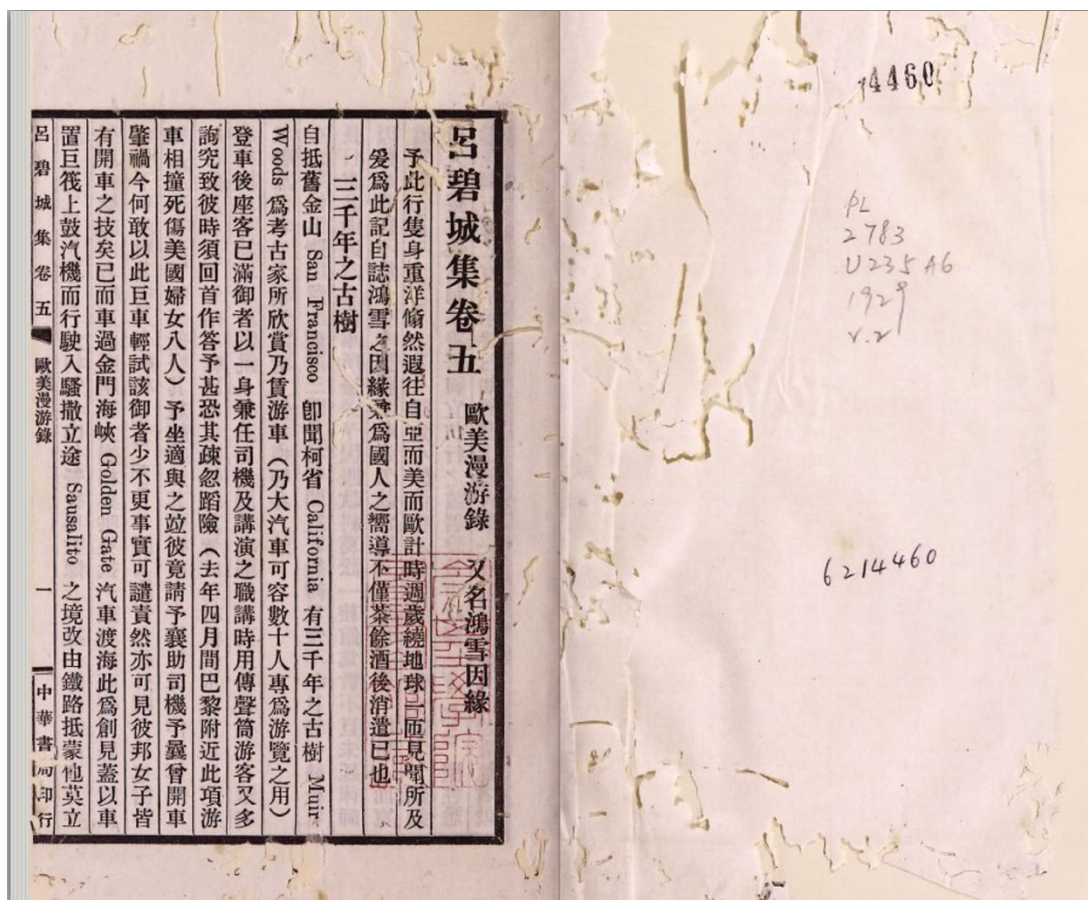 4460
PL
2783
U235 A6
1929
v.2
6214460
呂碧城集卷五 歐美漫游錄 又名鴻雪因緣
予此行隻身重洋翛然遐往自亞而美而歐計時週歲繞地球一匝見聞所及
爰爲此記自誌鴻雪之因緣兼爲國人之嚮導不僅茶餘酒後消遣已也
三千年之古樹
自抵舊金山 San Francisco 卽聞柯省 California 有三千年之古樹 Muir
Woods 爲考古家所欣賞乃賃游車（乃大汽車可容數十人專爲游覽之用）
登車後座客已滿御者以一身兼任司機及講演之職講時用傳聲筒游客又多
詢究致彼時須回首作答予甚恐其疎忽蹈險（去年四月間巴黎附近此項游
車相撞死傷美國婦女八人）予坐適與之竝彼竟請予襄助司機予曩曾開車
肇禍今何敢以此巨車輕試該御者少不更事實可譴責然亦可見彼邦女子皆
有開車之技矣已而車過金門海峽 Golden Gate 汽車渡海此爲創見蓋以車
置巨筏上鼓汽機而行駛入騷撒立途 Sausalito 之境改由鐵路抵蒙他莫立
呂碧城集卷五 歐美漫游錄 一 中華書局印行